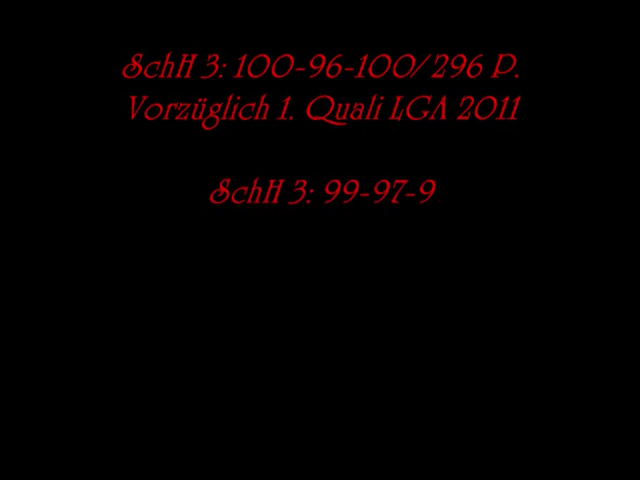 SchH 3: 100-96-100/ 296 P.
Vorzüglich 1. Quali LGA 2011
SchH 3: 99-97-9